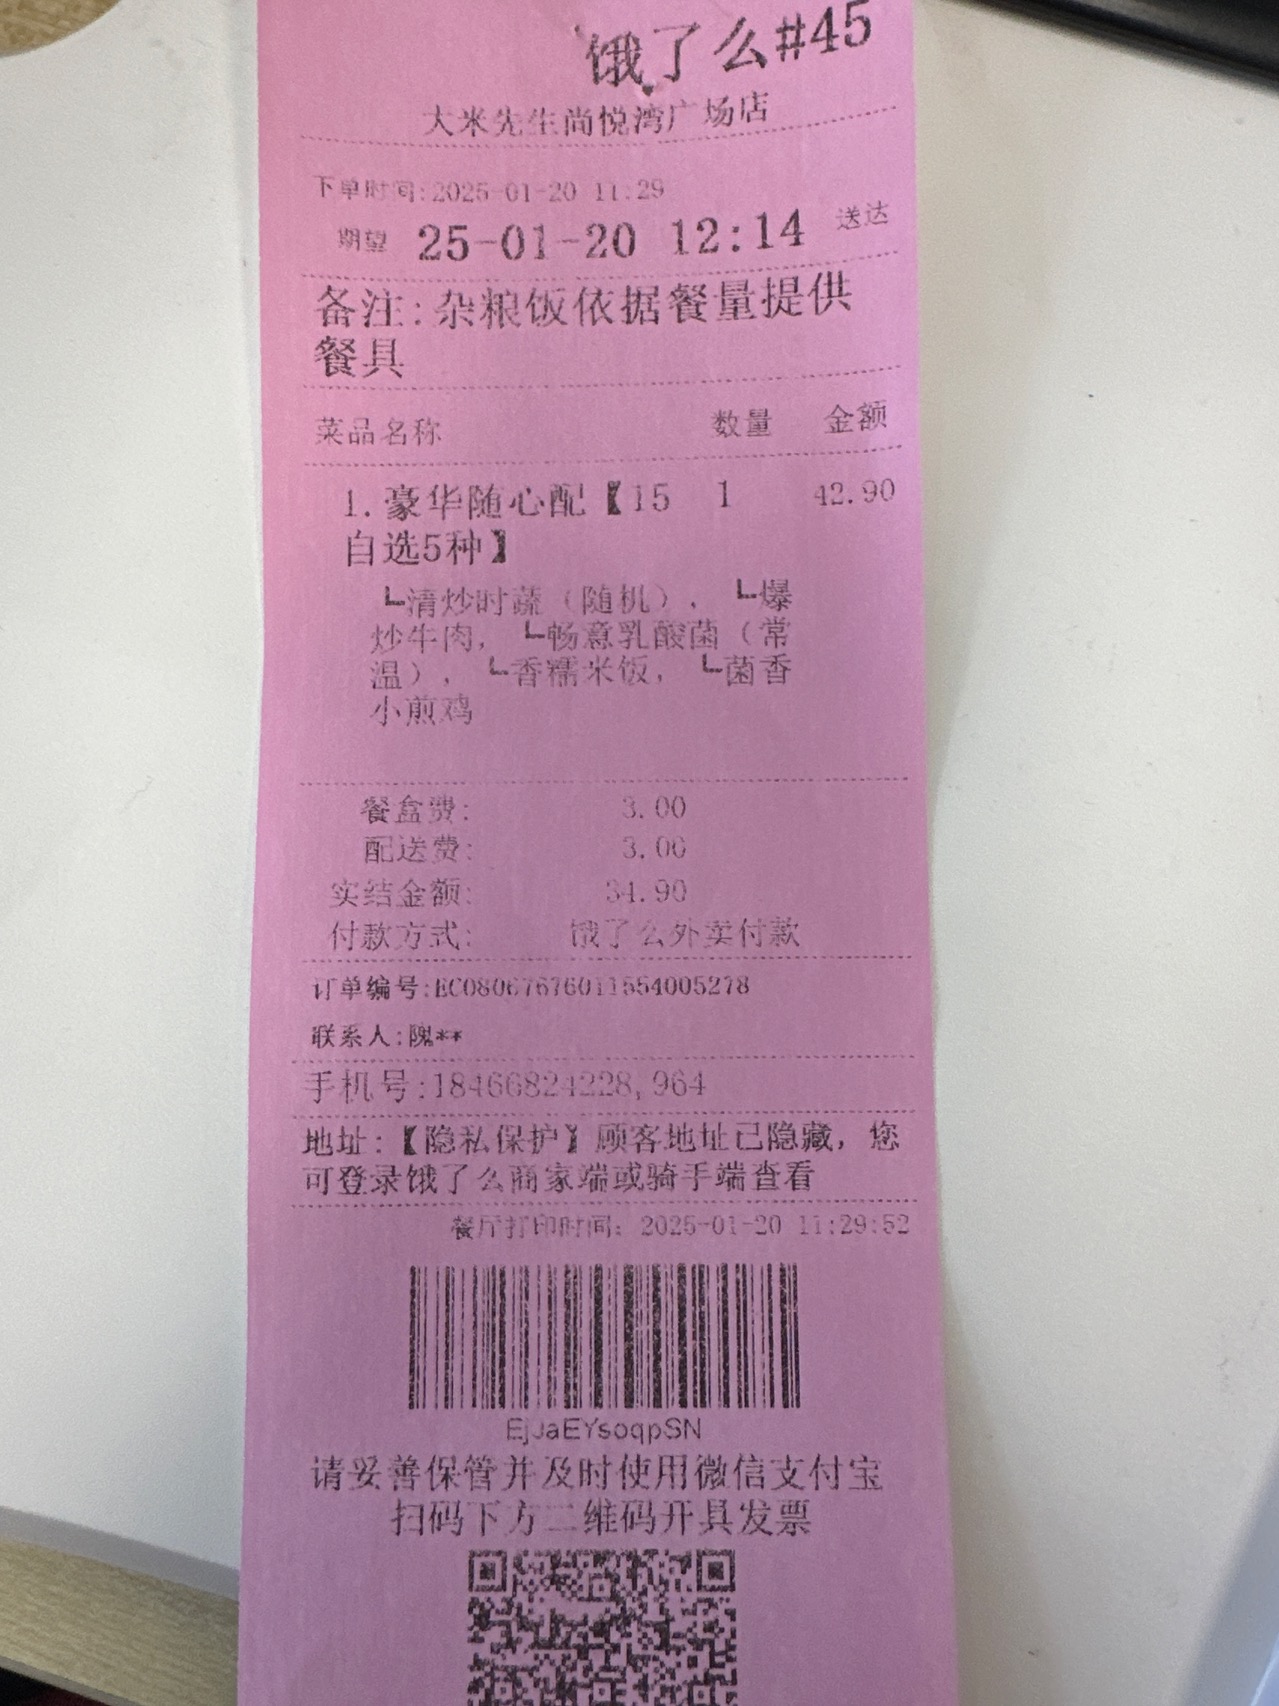 饿了么#45
大米先生尚悦湾广场店
下单时间:2025-01-20 11:29
期望 25-01-20 12:14 送达
备注:杂粮饭依据餐量提供
餐具
菜品名称 数量 金额
1.豪华随心配【15 1 42.90
自选5种】
┗清炒时蔬（随机）, ┗爆
炒牛肉, ┗畅意乳酸菌（常
温）, ┗香糯米饭, ┗菌香
小煎鸡
餐盒费: 3.00
配送费: 3.00
实结金额: 34.90
付款方式: 饿了么外卖付款
订单编号:EC08067676011554005278
联系人:隗**
手机号:18466824228,964
地址:【隐私保护】顾客地址已隐藏, 您
可登录饿了么商家端或骑手端查看
餐厅打印时间: 2025-01-20 11:29:52
EjJaEYsoqpSN
请妥善保管并及时使用微信支付宝
扫码下方二维码开具发票